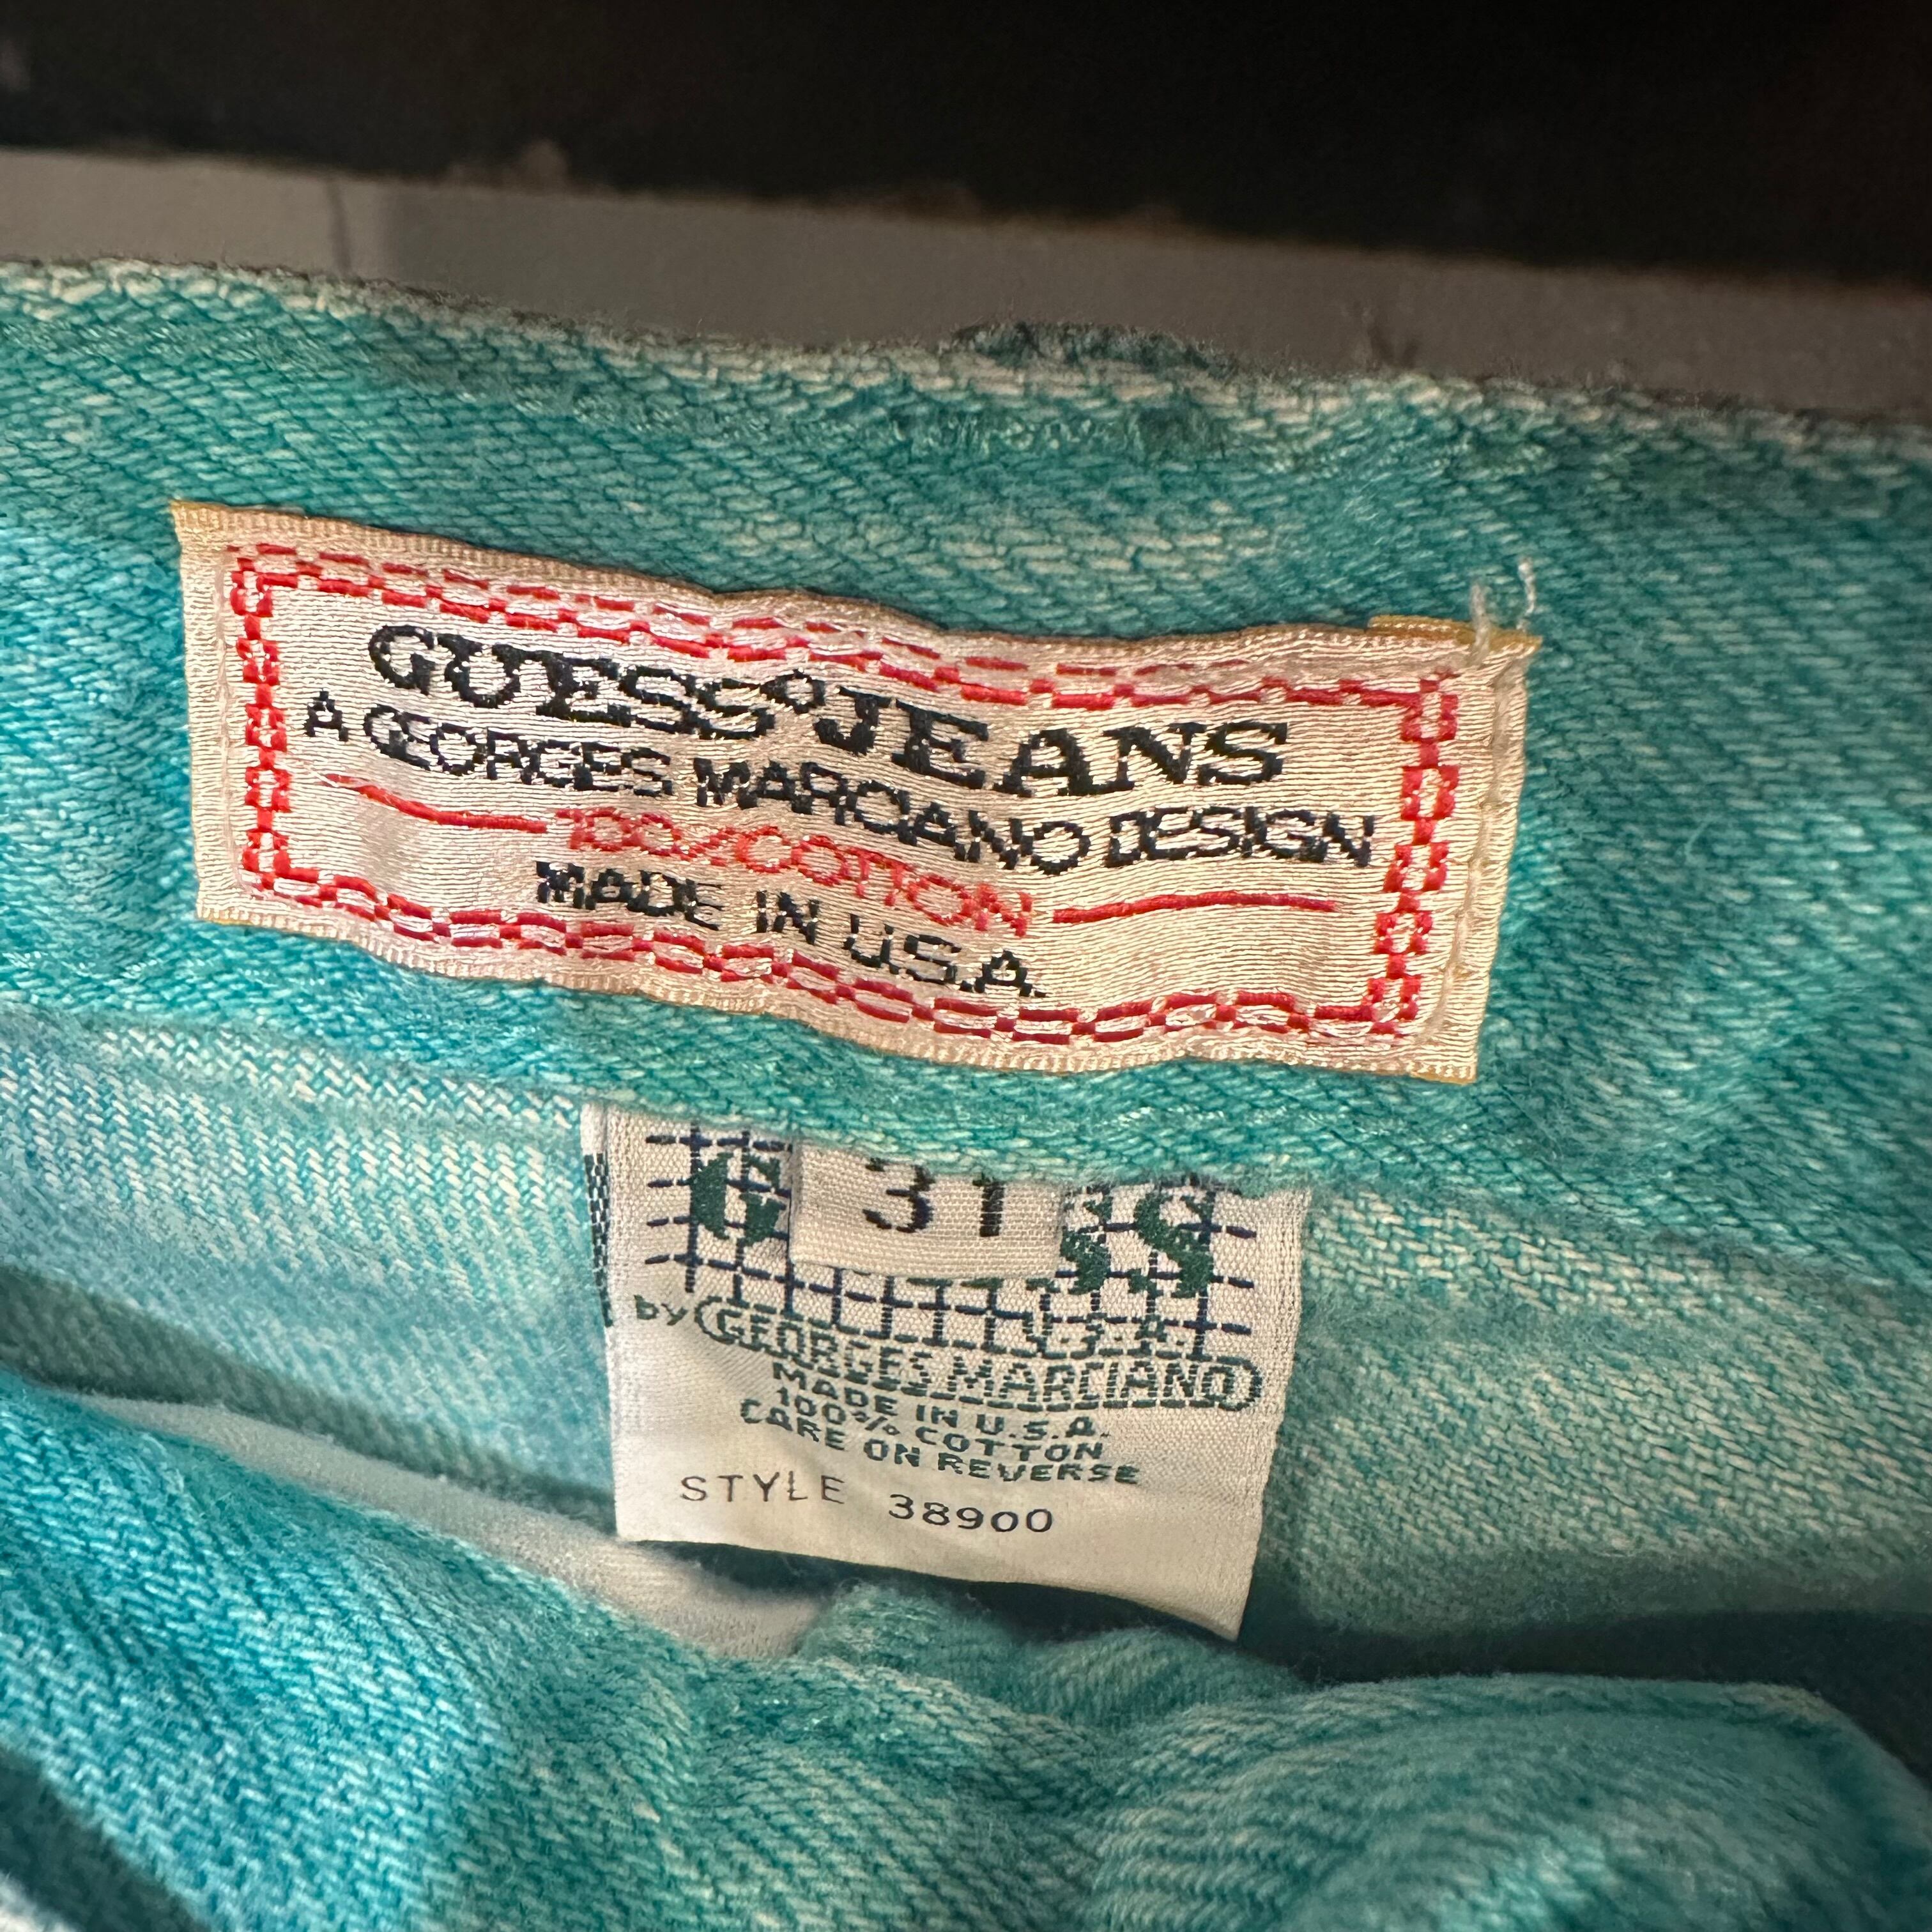 GUESS° JEANS
A GEORGES MARCIANO DESIGN
100% COTTON
MADE IN U.S.A.
31
G SS
U.S.A.
by GEORGES MARCIANO
MADE IN U.S.A.
100% COTTON
CARE ON REVERSE
STYLE 38900